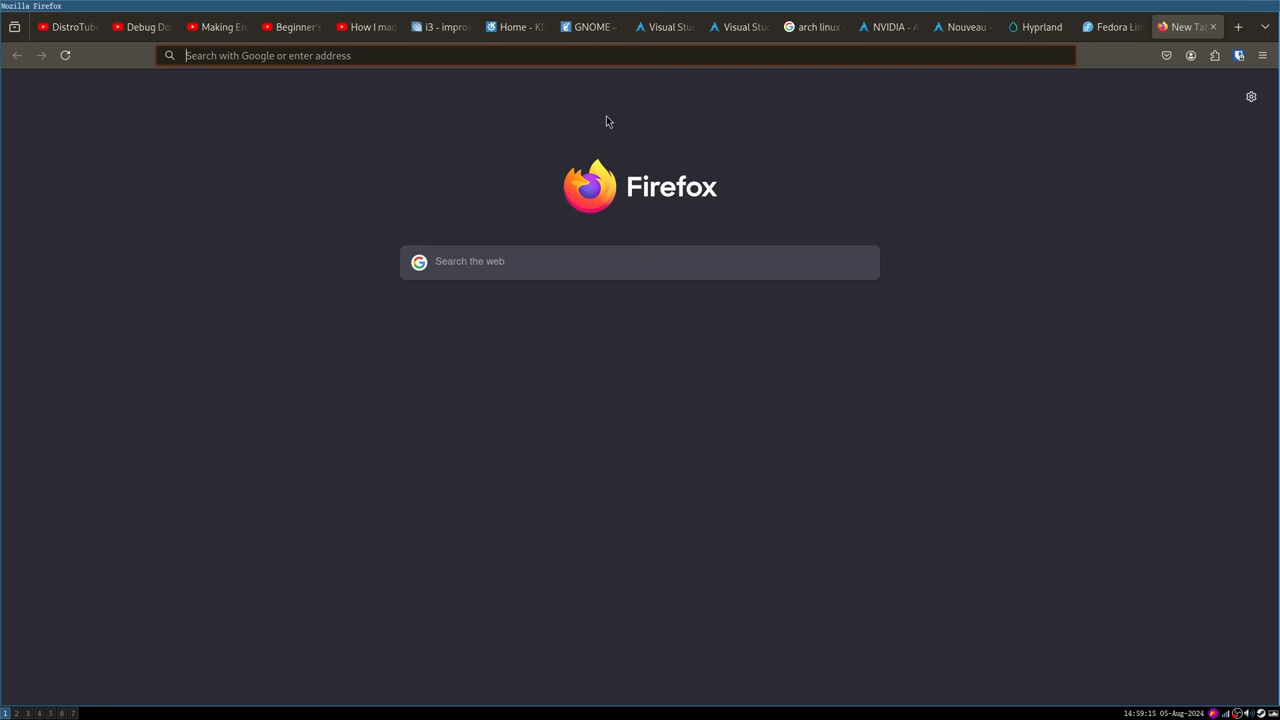 Mozilla Firefox
DistroTub
Debug Do
Making En
Beginner's
How I mad
i3 - impro
Home - KD
GNOME –
Visual Stu
Visual Stu
arch linux
NVIDIA - A
Nouveau -
Hyprland
Fedora Lin
New Tab
Search with Google or enter address
Firefox
Search the web
1 2 3 4 5 6 7
14:59:15 05-Aug-2024